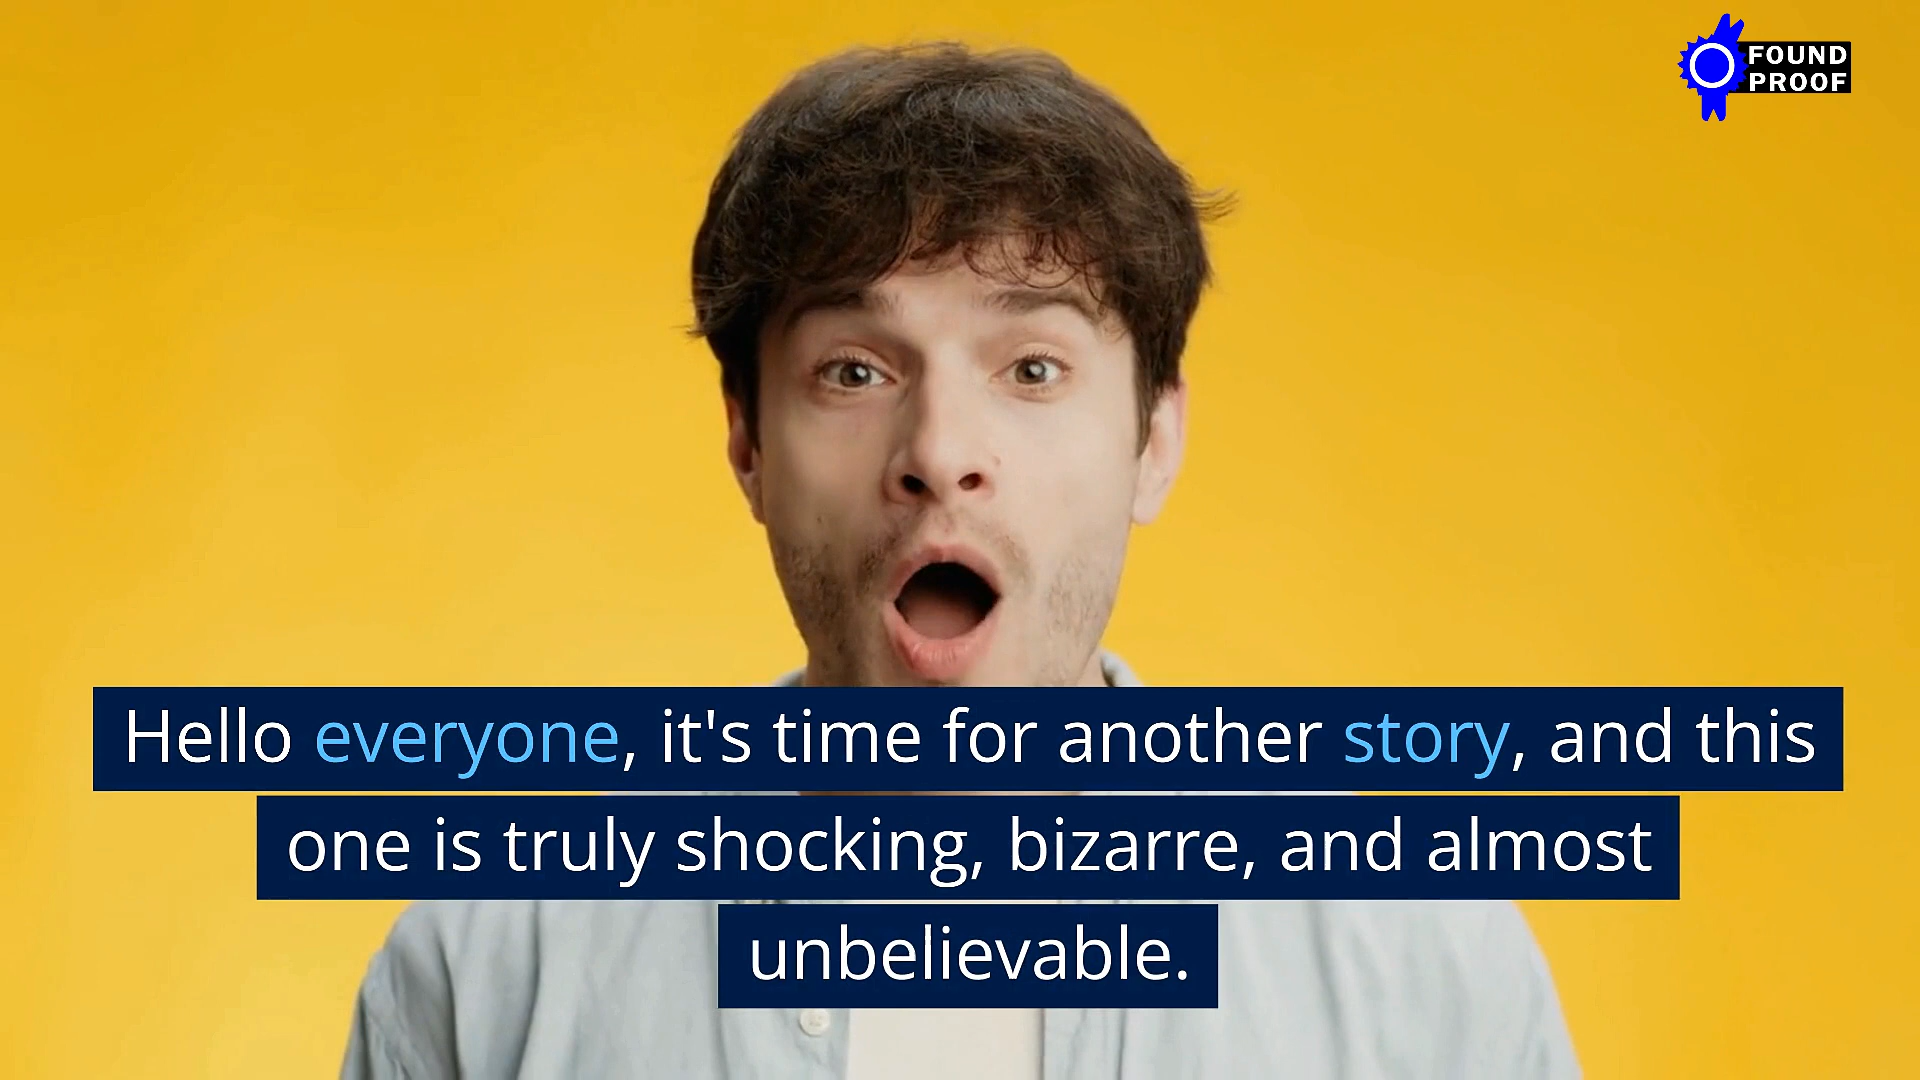 FOUND
PROOF
Hello everyone, it's time for another story, and this
one is truly shocking, bizarre, and almost
unbelievable.